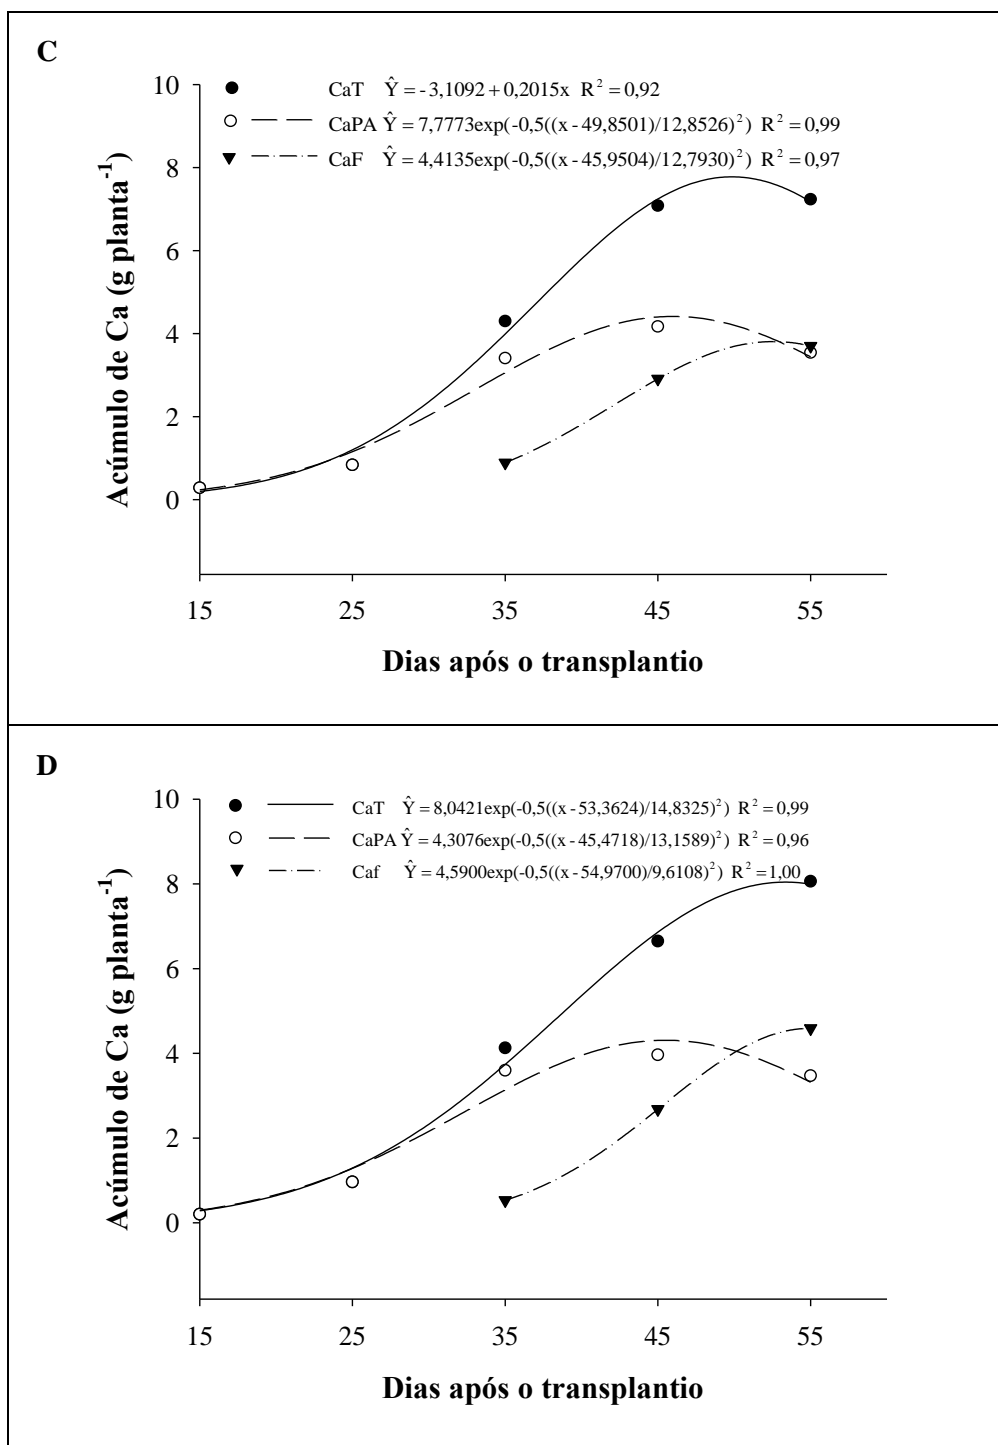 C
10
8
6
4
2
0
CaT Ŷ = - 3,1092 + 0,2015x R² = 0,92
CaPA Ŷ = 7,7773exp(-0,5((x - 49,8501)/12,8526)²) R² = 0,99
CaF Ŷ = 4,4135exp(-0,5((x - 45,9504)/12,7930)²) R² = 0,97
Acúmulo de Ca (g planta⁻¹)
15 25 35 45 55
Dias após o transplantio
D
10
8
6
4
2
0
CaT Ŷ = 8,0421exp(-0,5((x - 53,3624)/14,8325)²) R² = 0,99
CaPA Ŷ = 4,3076exp(-0,5((x - 45,4718)/13,1589)²) R² = 0,96
Caf Ŷ = 4,5900exp(-0,5((x - 54,9700)/9,6108)²) R² = 1,00
Acúmulo de Ca (g planta⁻¹)
15 25 35 45 55
Dias após o transplantio